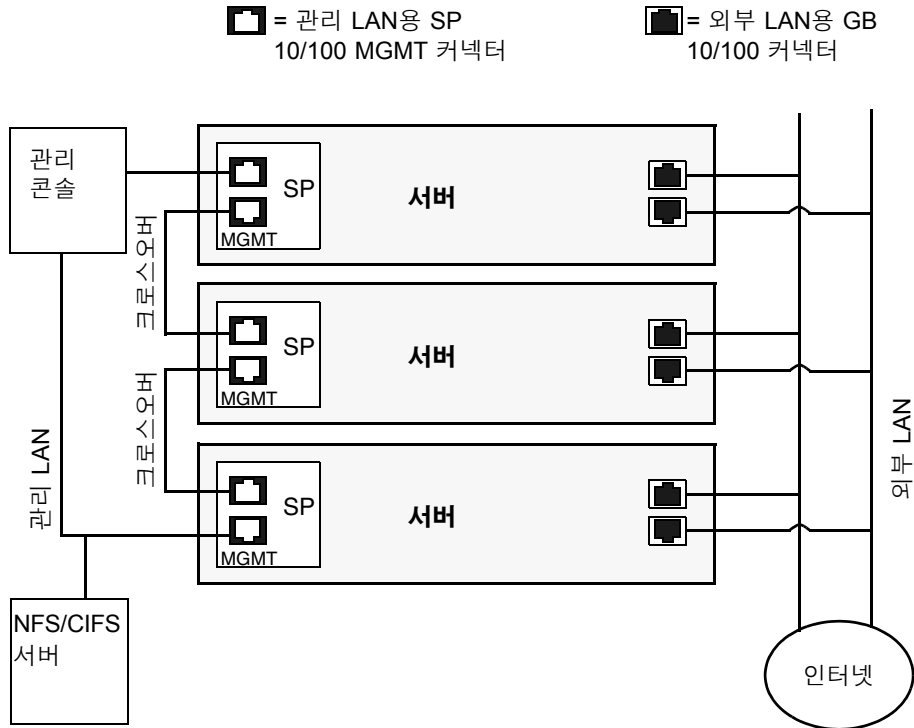 = 관리 LAN용 SP
10/100 MGMT 커넥터
= 외부 LAN용 GB
10/100 커넥터
관리
콘솔
SP
MGMT
서버
크로스오버
SP
MGMT
서버
크로스오버
관리 LAN
외부 LAN
SP
MGMT
서버
NFS/CIFS
서버
인터넷